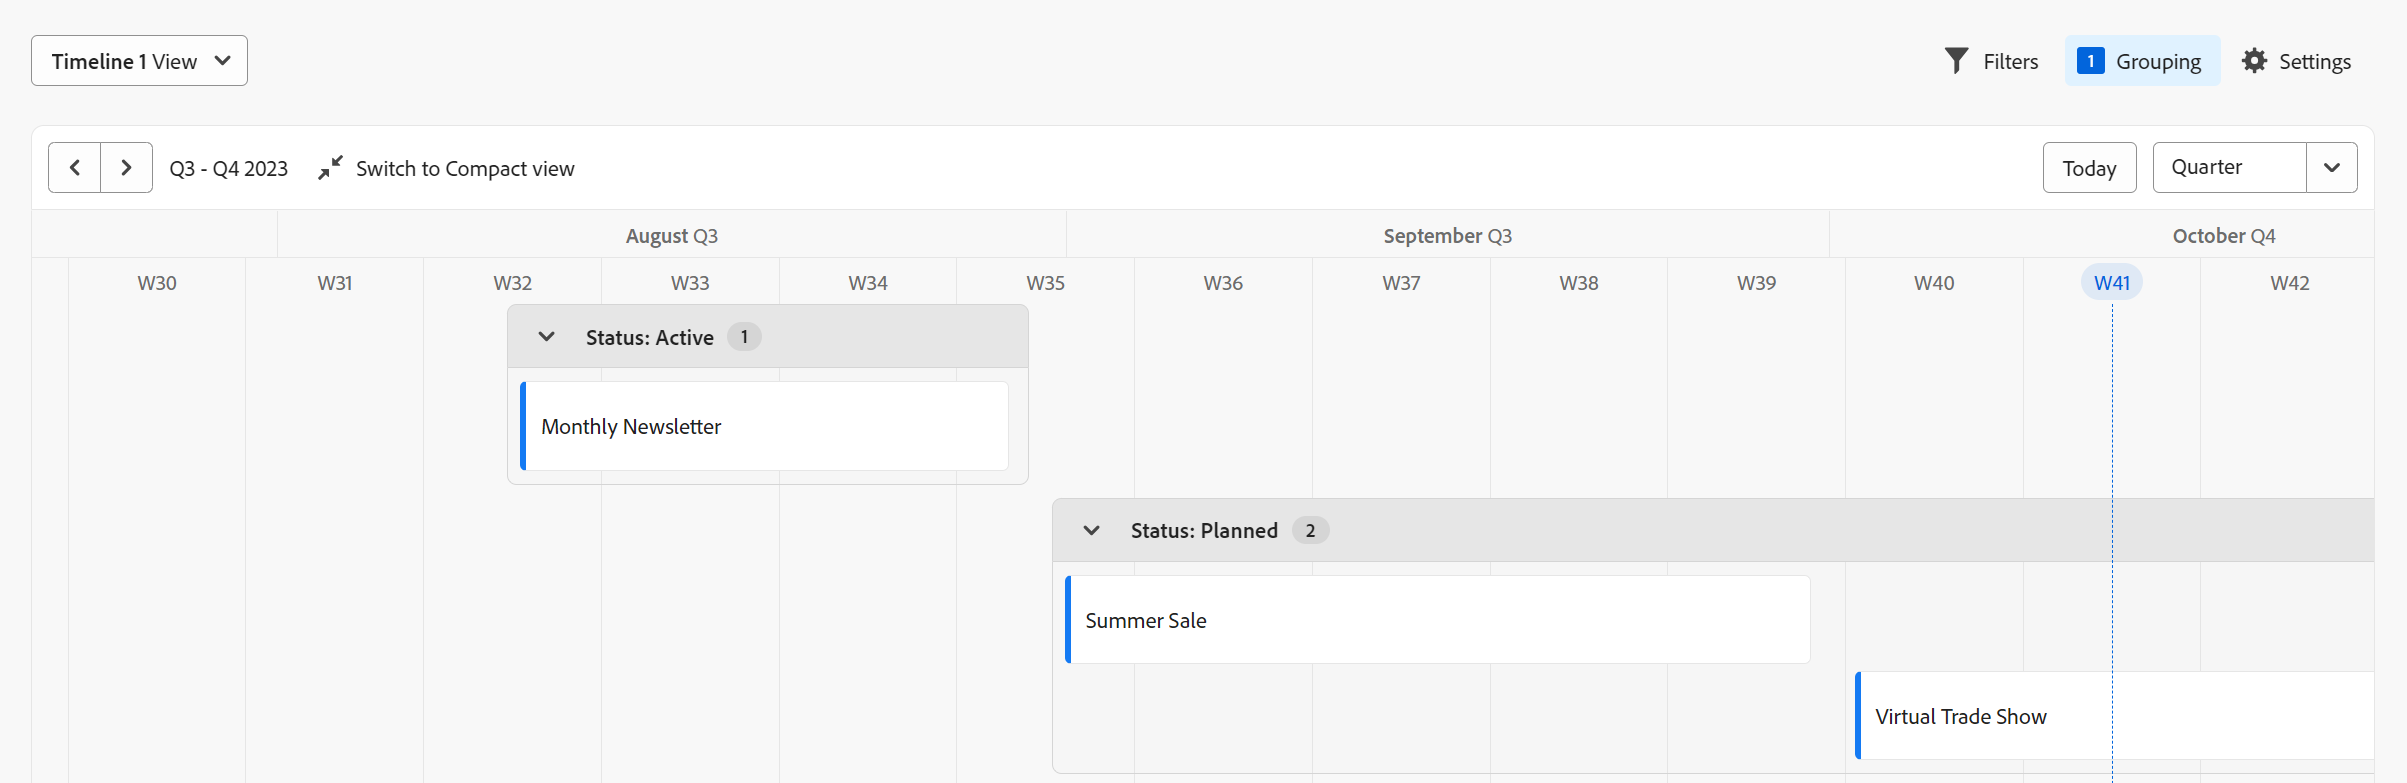 Timeline 1 View
Filters
1 Grouping
Settings
Q3 - Q4 2023
Switch to Compact view
Today
Quarter
August Q3
September Q3
October Q4
W30 W31 W32 W33 W34 W35 W36 W37 W38 W39 W40 W41 W42
Status: Active 1
Monthly Newsletter
Status: Planned 2
Summer Sale
Virtual Trade Show